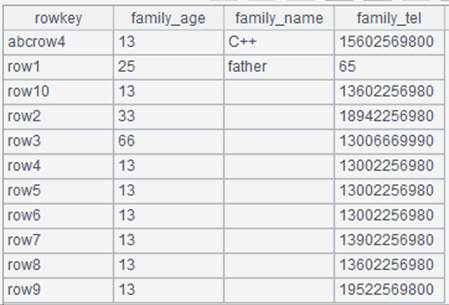 rowkey family_age family_name family_tel
abcrow4 13 C++ 15602569800
row1 25 father 65
row10 13 13602256980
row2 33 18942256980
row3 66 13006669990
row4 13 13002256980
row5 13 13002256980
row6 13 13002256980
row7 13 13902256980
row8 13 13602256980
row9 13 19522569800